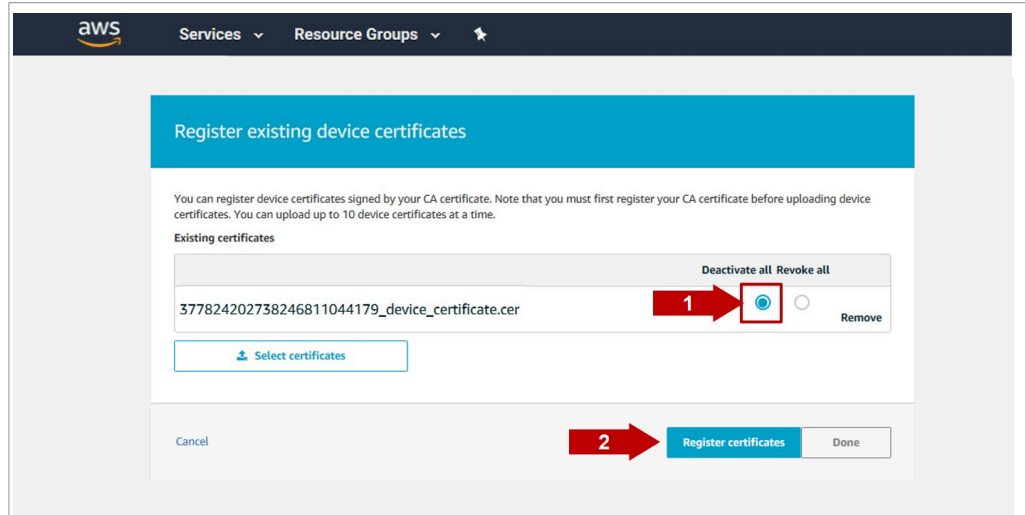 aws Services Resource Groups
Register existing device certificates
You can register device certificates signed by your CA certificate. Note that you must first register your CA certificate before uploading device
certificates. You can upload up to 10 device certificates at a time.
Existing certificates
Deactivate all Revoke all
377824202738246811044179_device_certificate.cer 1
Remove
Select certificates
Cancel 2 Register certificates Done